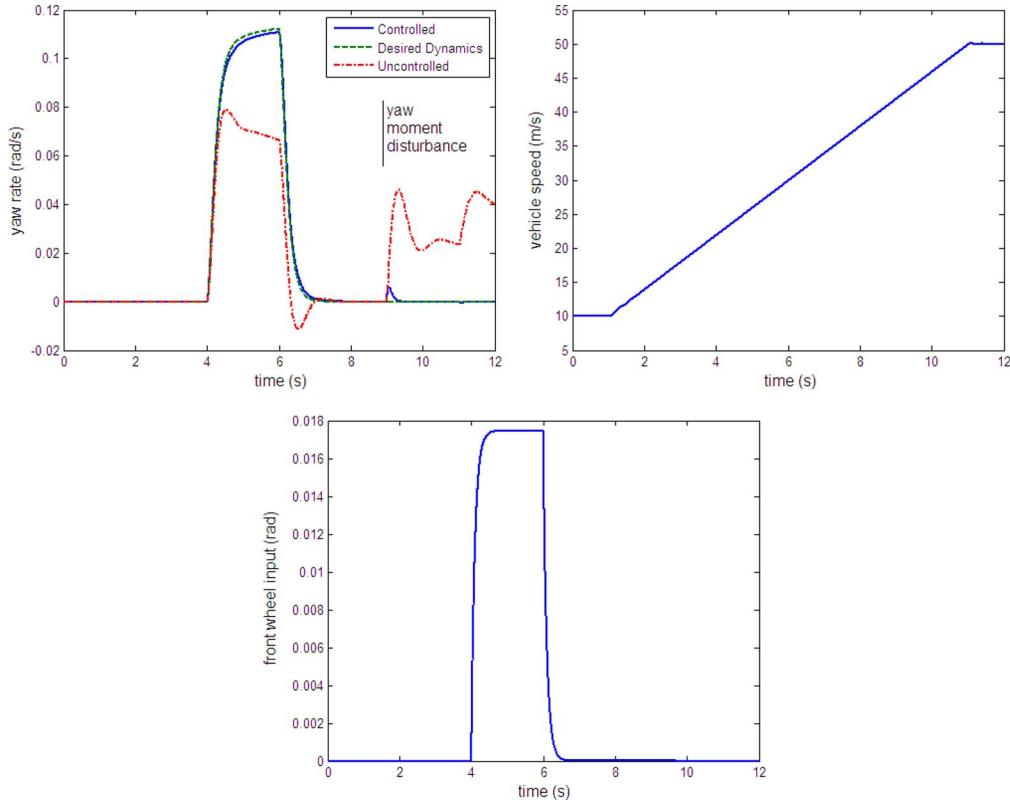 0.12
0.1
0.08
0.06
0.04
0.02
0
-0.02
yaw rate (rad/s)
Controlled
Desired Dynamics
Uncontrolled
yaw
moment
disturbance
0 2 4 6 8 10 12
time (s)
55
50
45
40
35
30
25
20
15
10
5
vehicle speed (m/s)
0 2 4 6 8 10 12
time (s)
0.018
0.016
0.014
0.012
0.01
0.008
0.006
0.004
0.002
0
front wheel input (rad)
0 2 4 6 8 10 12
time (s)